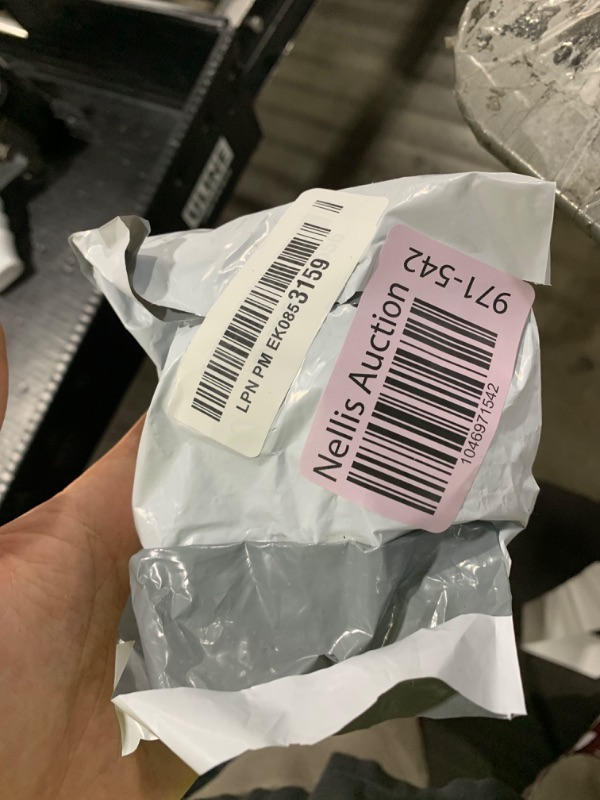 LPN PM EK0853159
Nellis Auction
971-542
1046971542